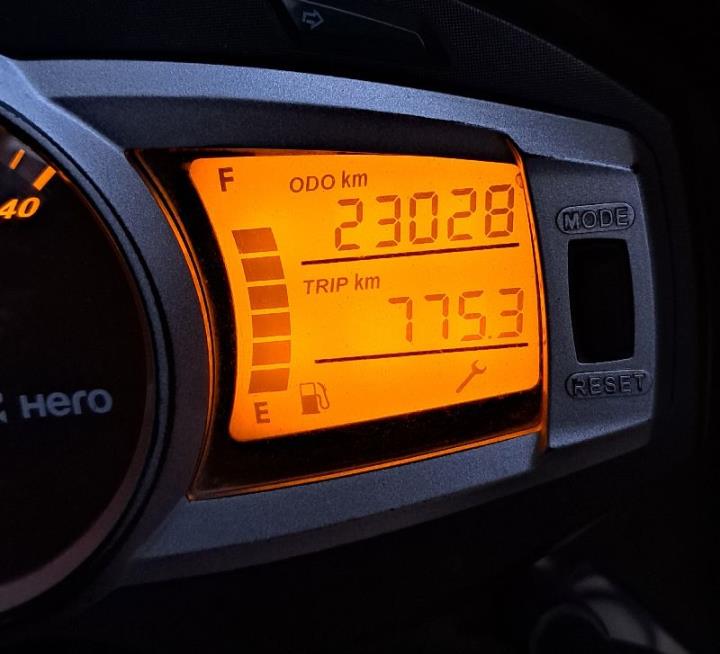 F
ODO km
23028
MODE
TRIP km
775.3
40
RESET
Hero
E